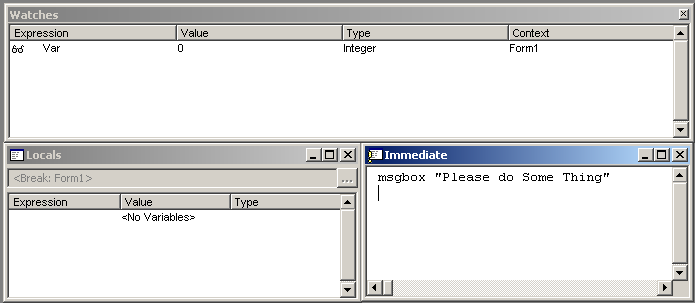 Watches
Expression Value Type Context
Var 0 Integer Form1
Locals
<Break: Form1> ...
Expression Value Type
<No Variables>
Immediate
msgbox "Please do Some Thing"